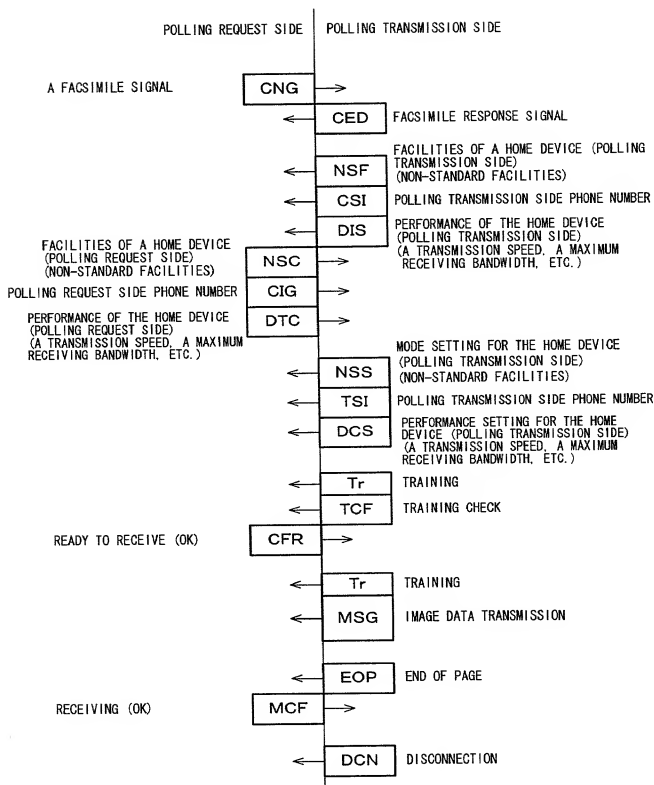 POLLING REQUEST SIDE
POLLING TRANSMISSION SIDE
A FACSIMILE SIGNAL
CNG
CED
FACSIMILE RESPONSE SIGNAL
NSF
FACILITIES OF A HOME DEVICE (POLLING
TRANSMISSION SIDE)
(NON-STANDARD FACILITIES)
CSI
POLLING TRANSMISSION SIDE PHONE NUMBER
DIS
PERFORMANCE OF THE HOME DEVICE
(POLLING TRANSMISSION SIDE)
(A TRANSMISSION SPEED, A MAXIMUM
RECEIVING BANDWIDTH, ETC.)
FACILITIES OF A HOME DEVICE
(POLLING REQUEST SIDE)
(NON-STANDARD FACILITIES)
NSC
POLLING REQUEST SIDE PHONE NUMBER
CIG
PERFORMANCE OF THE HOME DEVICE
(POLLING REQUEST SIDE)
(A TRANSMISSION SPEED, A MAXIMUM
RECEIVING BANDWIDTH, ETC.)
DTC
NSS
MODE SETTING FOR THE HOME DEVICE
(POLLING TRANSMISSION SIDE)
(NON-STANDARD FACILITIES)
TSI
POLLING TRANSMISSION SIDE PHONE NUMBER
DCS
PERFORMANCE SETTING FOR THE HOME
DEVICE (POLLING TRANSMISSION SIDE)
(A TRANSMISSION SPEED, A MAXIMUM
RECEIVING BANDWIDTH, ETC.)
Tr
TRAINING
TCF
TRAINING CHECK
READY TO RECEIVE (OK)
CFR
Tr
TRAINING
MSG
IMAGE DATA TRANSMISSION
EOP
END OF PAGE
RECEIVING (OK)
MCF
DCN
DISCONNECTION